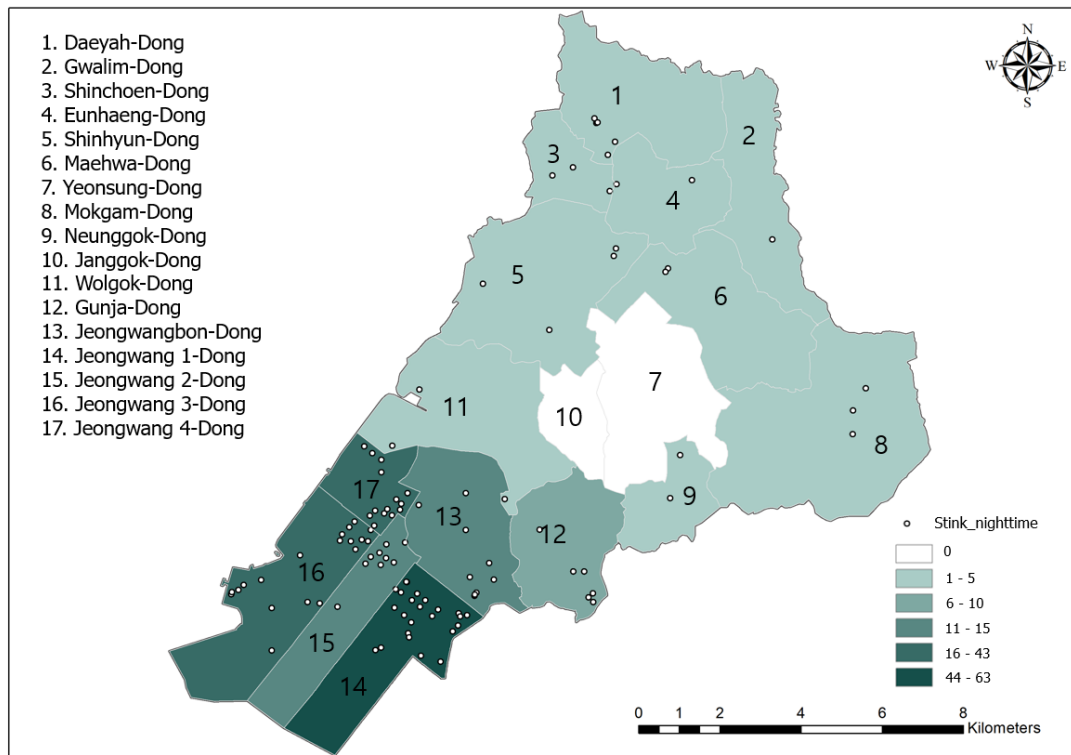 1. Daeyah-Dong
2. Gwalim-Dong
3. Shinchoen-Dong
4. Eunhaeng-Dong
5. Shinhyun-Dong
6. Maehwa-Dong
7. Yeonsung-Dong
8. Mokgam-Dong
9. Neunggok-Dong
10. Janggok-Dong
11. Wolgok-Dong
12. Gunja-Dong
13. Jeongwangbon-Dong
14. Jeongwang 1-Dong
15. Jeongwang 2-Dong
16. Jeongwang 3-Dong
17. Jeongwang 4-Dong
N
W E
S
1
2
3
4
5
6
7
10
11
8
9
17
13
12
16
15
14
Stink_nighttime
0
1 - 5
6 - 10
11 - 15
16 - 43
44 - 63
0 1 2 4 6 8
Kilometers